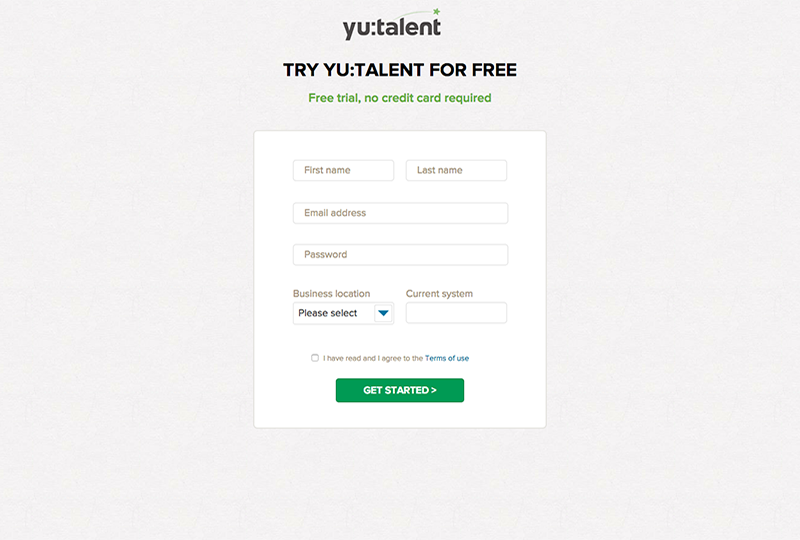 yu:talent
TRY YU:TALENT FOR FREE
Free trial, no credit card required
First name Last name
Email address
Password
Business location Current system
Please select
I have read and I agree to the Terms of use
GET STARTED >